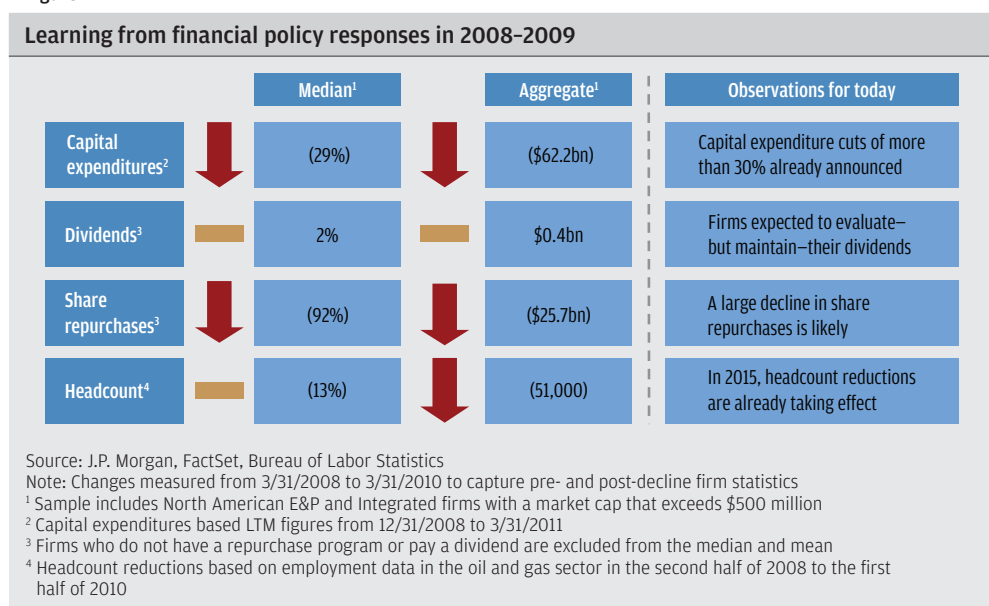 Learning from financial policy responses in 2008–2009
Median¹
Aggregate¹
Observations for today
Capital
expenditures²
(29%)
($62.2bn)
Capital expenditure cuts of more
than 30% already announced
Dividends³
2%
$0.4bn
Firms expected to evaluate—
but maintain—their dividends
Share
repurchases³
(92%)
($25.7bn)
A large decline in share
repurchases is likely
Headcount⁴
(13%)
(51,000)
In 2015, headcount reductions
are already taking effect
Source: J.P. Morgan, FactSet, Bureau of Labor Statistics
Note: Changes measured from 3/31/2008 to 3/31/2010 to capture pre- and post-decline firm statistics
¹ Sample includes North American E&P and Integrated firms with a market cap that exceeds $500 million
² Capital expenditures based LTM figures from 12/31/2008 to 3/31/2011
³ Firms who do not have a repurchase program or pay a dividend are excluded from the median and mean
⁴ Headcount reductions based on employment data in the oil and gas sector in the second half of 2008 to the first
half of 2010